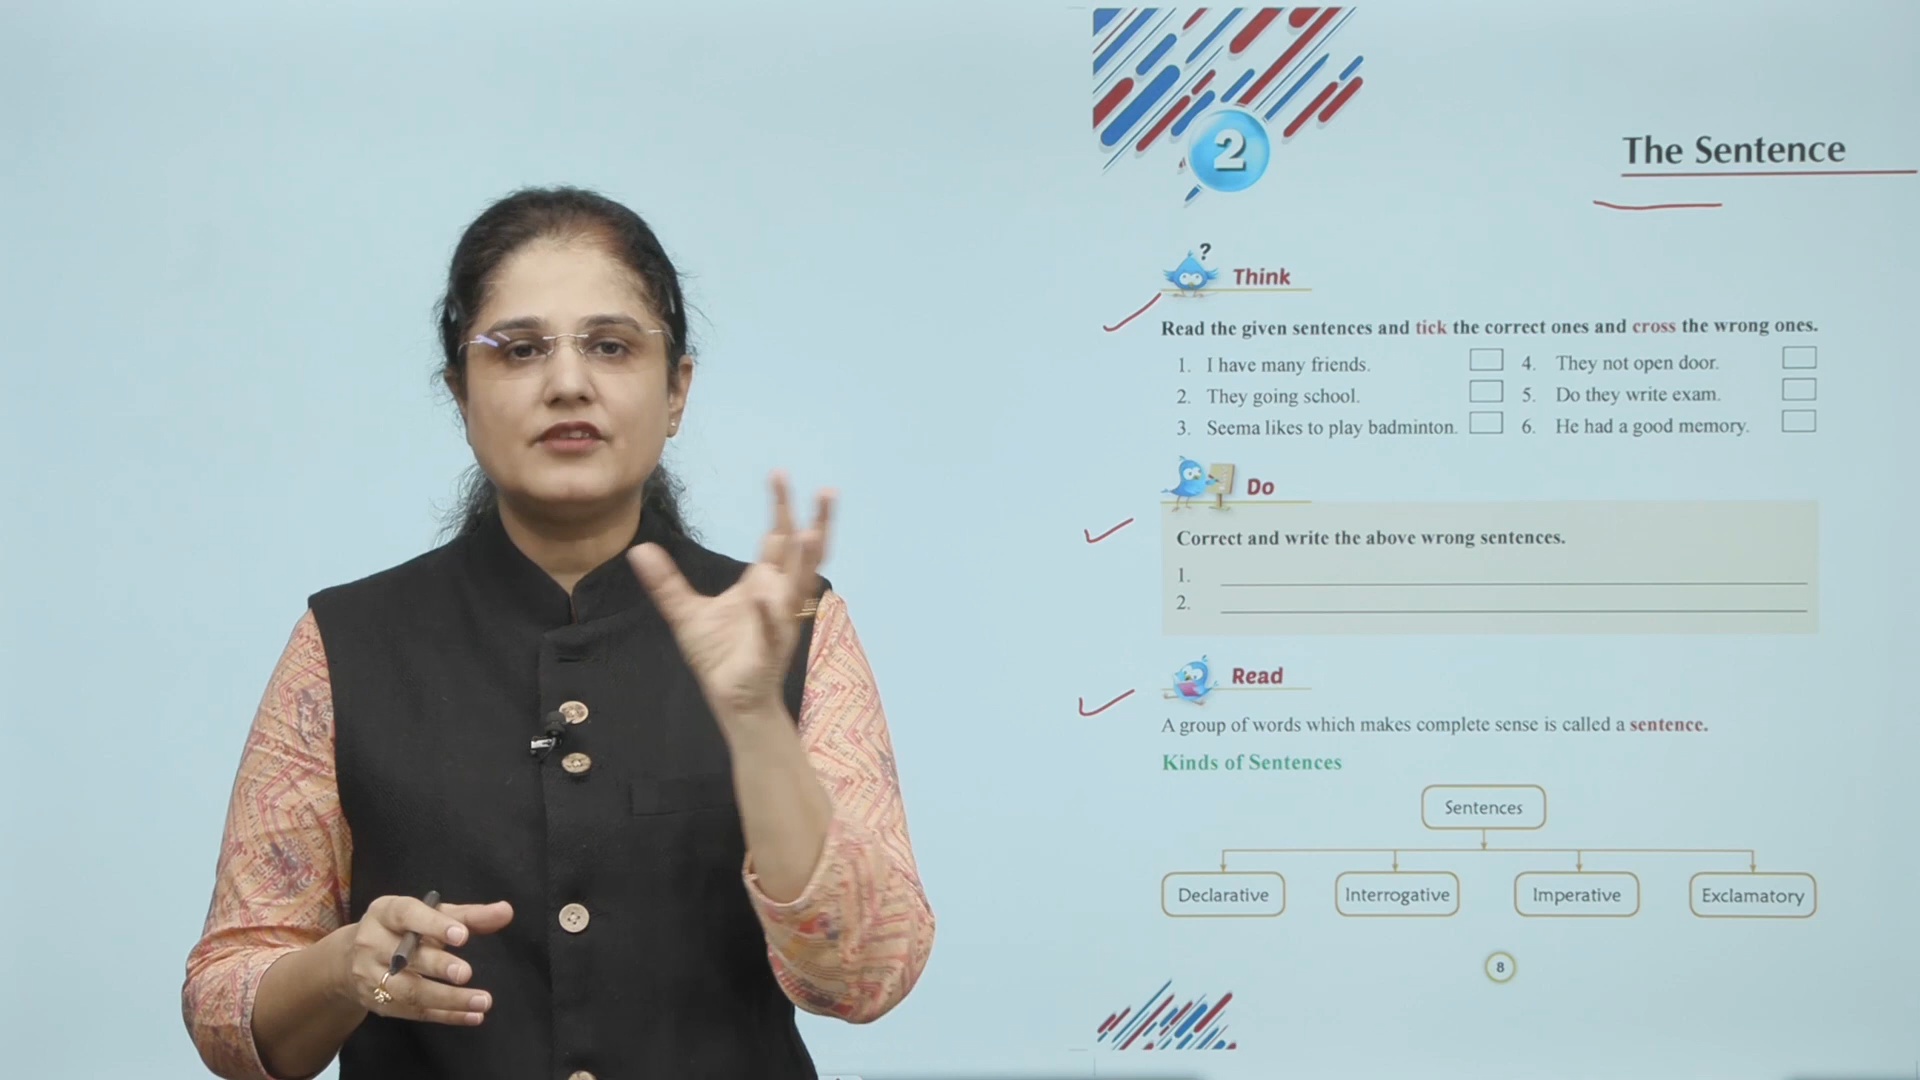 2
The Sentence
?
Think
Read the given sentences and tick the correct ones and cross the wrong ones.
1. I have many friends.
4. They not open door.
2. They going school.
5. Do they write exam.
3. Seema likes to play badminton.
6. He had a good memory.
Do
Correct and write the above wrong sentences.
1.
2.
Read
A group of words which makes complete sense is called a sentence.
Kinds of Sentences
Sentences
Declarative
Interrogative
Imperative
Exclamatory
8